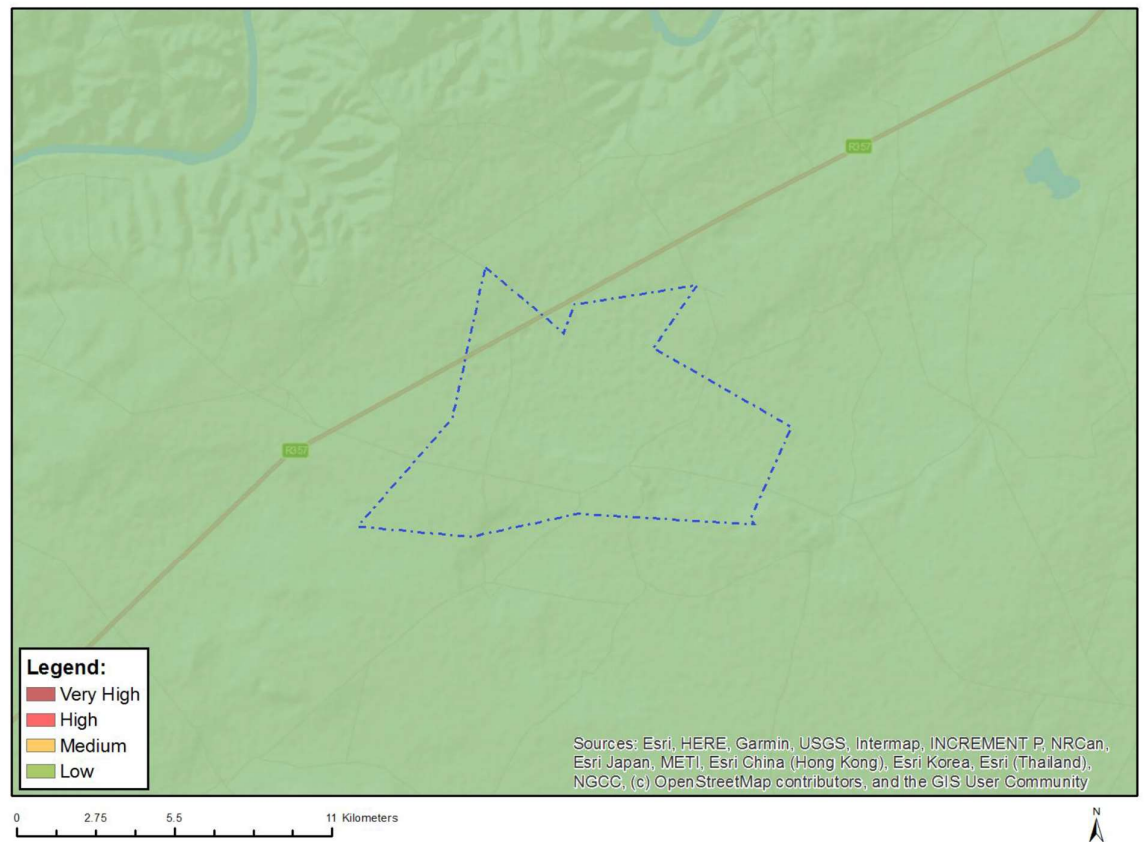 R357
R357
Legend:
Very High
High
Medium
Low
Sources: Esri, HERE, Garmin, USGS, Intermap, INCREMENT P, NRCan,
Esri Japan, METI, Esri China (Hong Kong), Esri Korea, Esri (Thailand),
NGCC, (c) OpenStreetMap contributors, and the GIS User Community
0 2.75 5.5 11 Kilometers
N